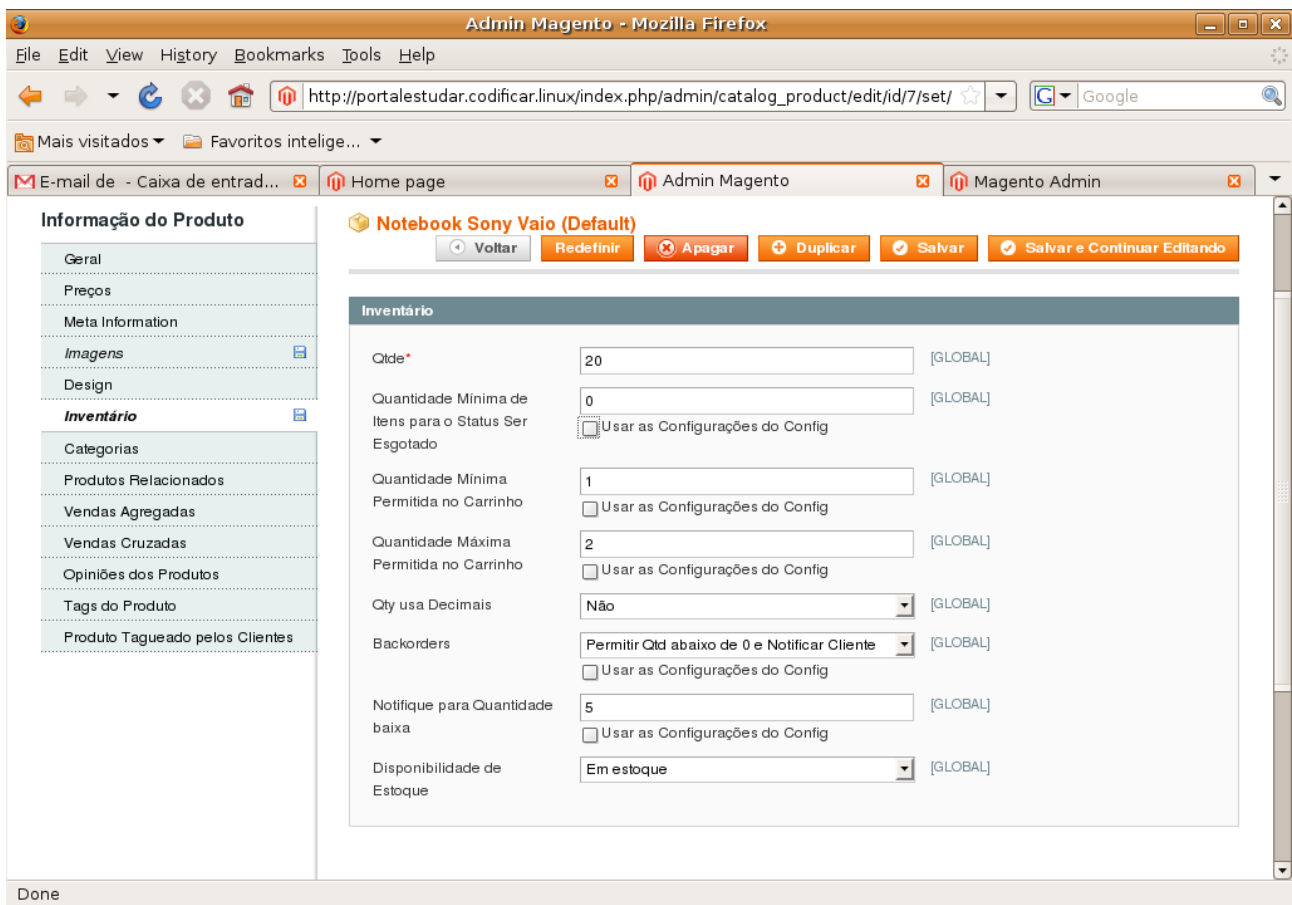 Admin Magento - Mozilla Firefox
File Edit View History Bookmarks Tools Help
http://portalestudar.codificar.linux/index.php/admin/catalog_product/edit/id/7/set/
Google
Mais visitados
Favoritos intelige...
E-mail de - Caixa de entrad...
Home page
Admin Magento
Magento Admin
Informação do Produto
Geral
Preços
Meta Information
Imagens
Design
Inventário
Categorias
Produtos Relacionados
Vendas Agregadas
Vendas Cruzadas
Opiniões dos Produtos
Tags do Produto
Produto Tagueado pelos Clientes
Notebook Sony Vaio (Default)
Voltar
Redefinir
Apagar
Duplicar
Salvar
Salvar e Continuar Editando
Inventário
Qtde*
20
[GLOBAL]
Quantidade Mínima de
Itens para o Status Ser
Esgotado
0
[GLOBAL]
Usar as Configurações do Config
Quantidade Mínima
Permitida no Carrinho
1
[GLOBAL]
Usar as Configurações do Config
Quantidade Máxima
Permitida no Carrinho
2
[GLOBAL]
Usar as Configurações do Config
Qty usa Decimais
Não
[GLOBAL]
Backorders
Permitir Qtd abaixo de 0 e Notificar Cliente
[GLOBAL]
Usar as Configurações do Config
Notifique para Quantidade
baixa
5
[GLOBAL]
Usar as Configurações do Config
Disponibilidade de
Estoque
Em estoque
[GLOBAL]
Done